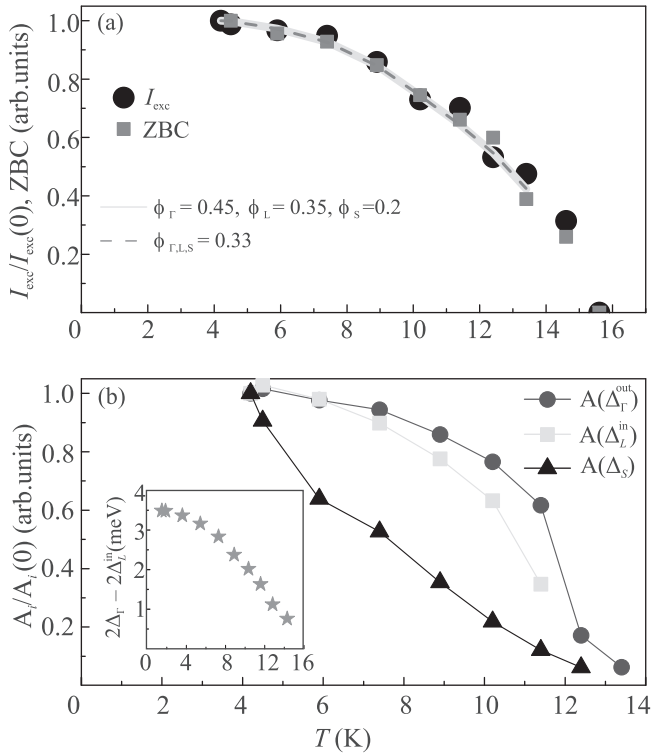 (a)
I_exc/I_exc(0), ZBC (arb.units)
1.0
0.8
0.6
0.4
0.2
I_exc
ZBC
ϕ_Γ = 0.45, ϕ_L = 0.35, ϕ_S=0.2
ϕ_Γ,L,S = 0.33
0 2 4 6 8 10 12 14 16
(b)
A_i/A_i(0) (arb.units)
1.0
0.8
0.6
0.4
0.2
0.0
A(Δ_Γ^out)
A(Δ_L^in)
A(Δ_S)
2Δ_Γ − 2Δ_L^in(meV)
4
3
2
1
0 4 8 12 16
0 2 4 6 8 10 12 14
T (K)